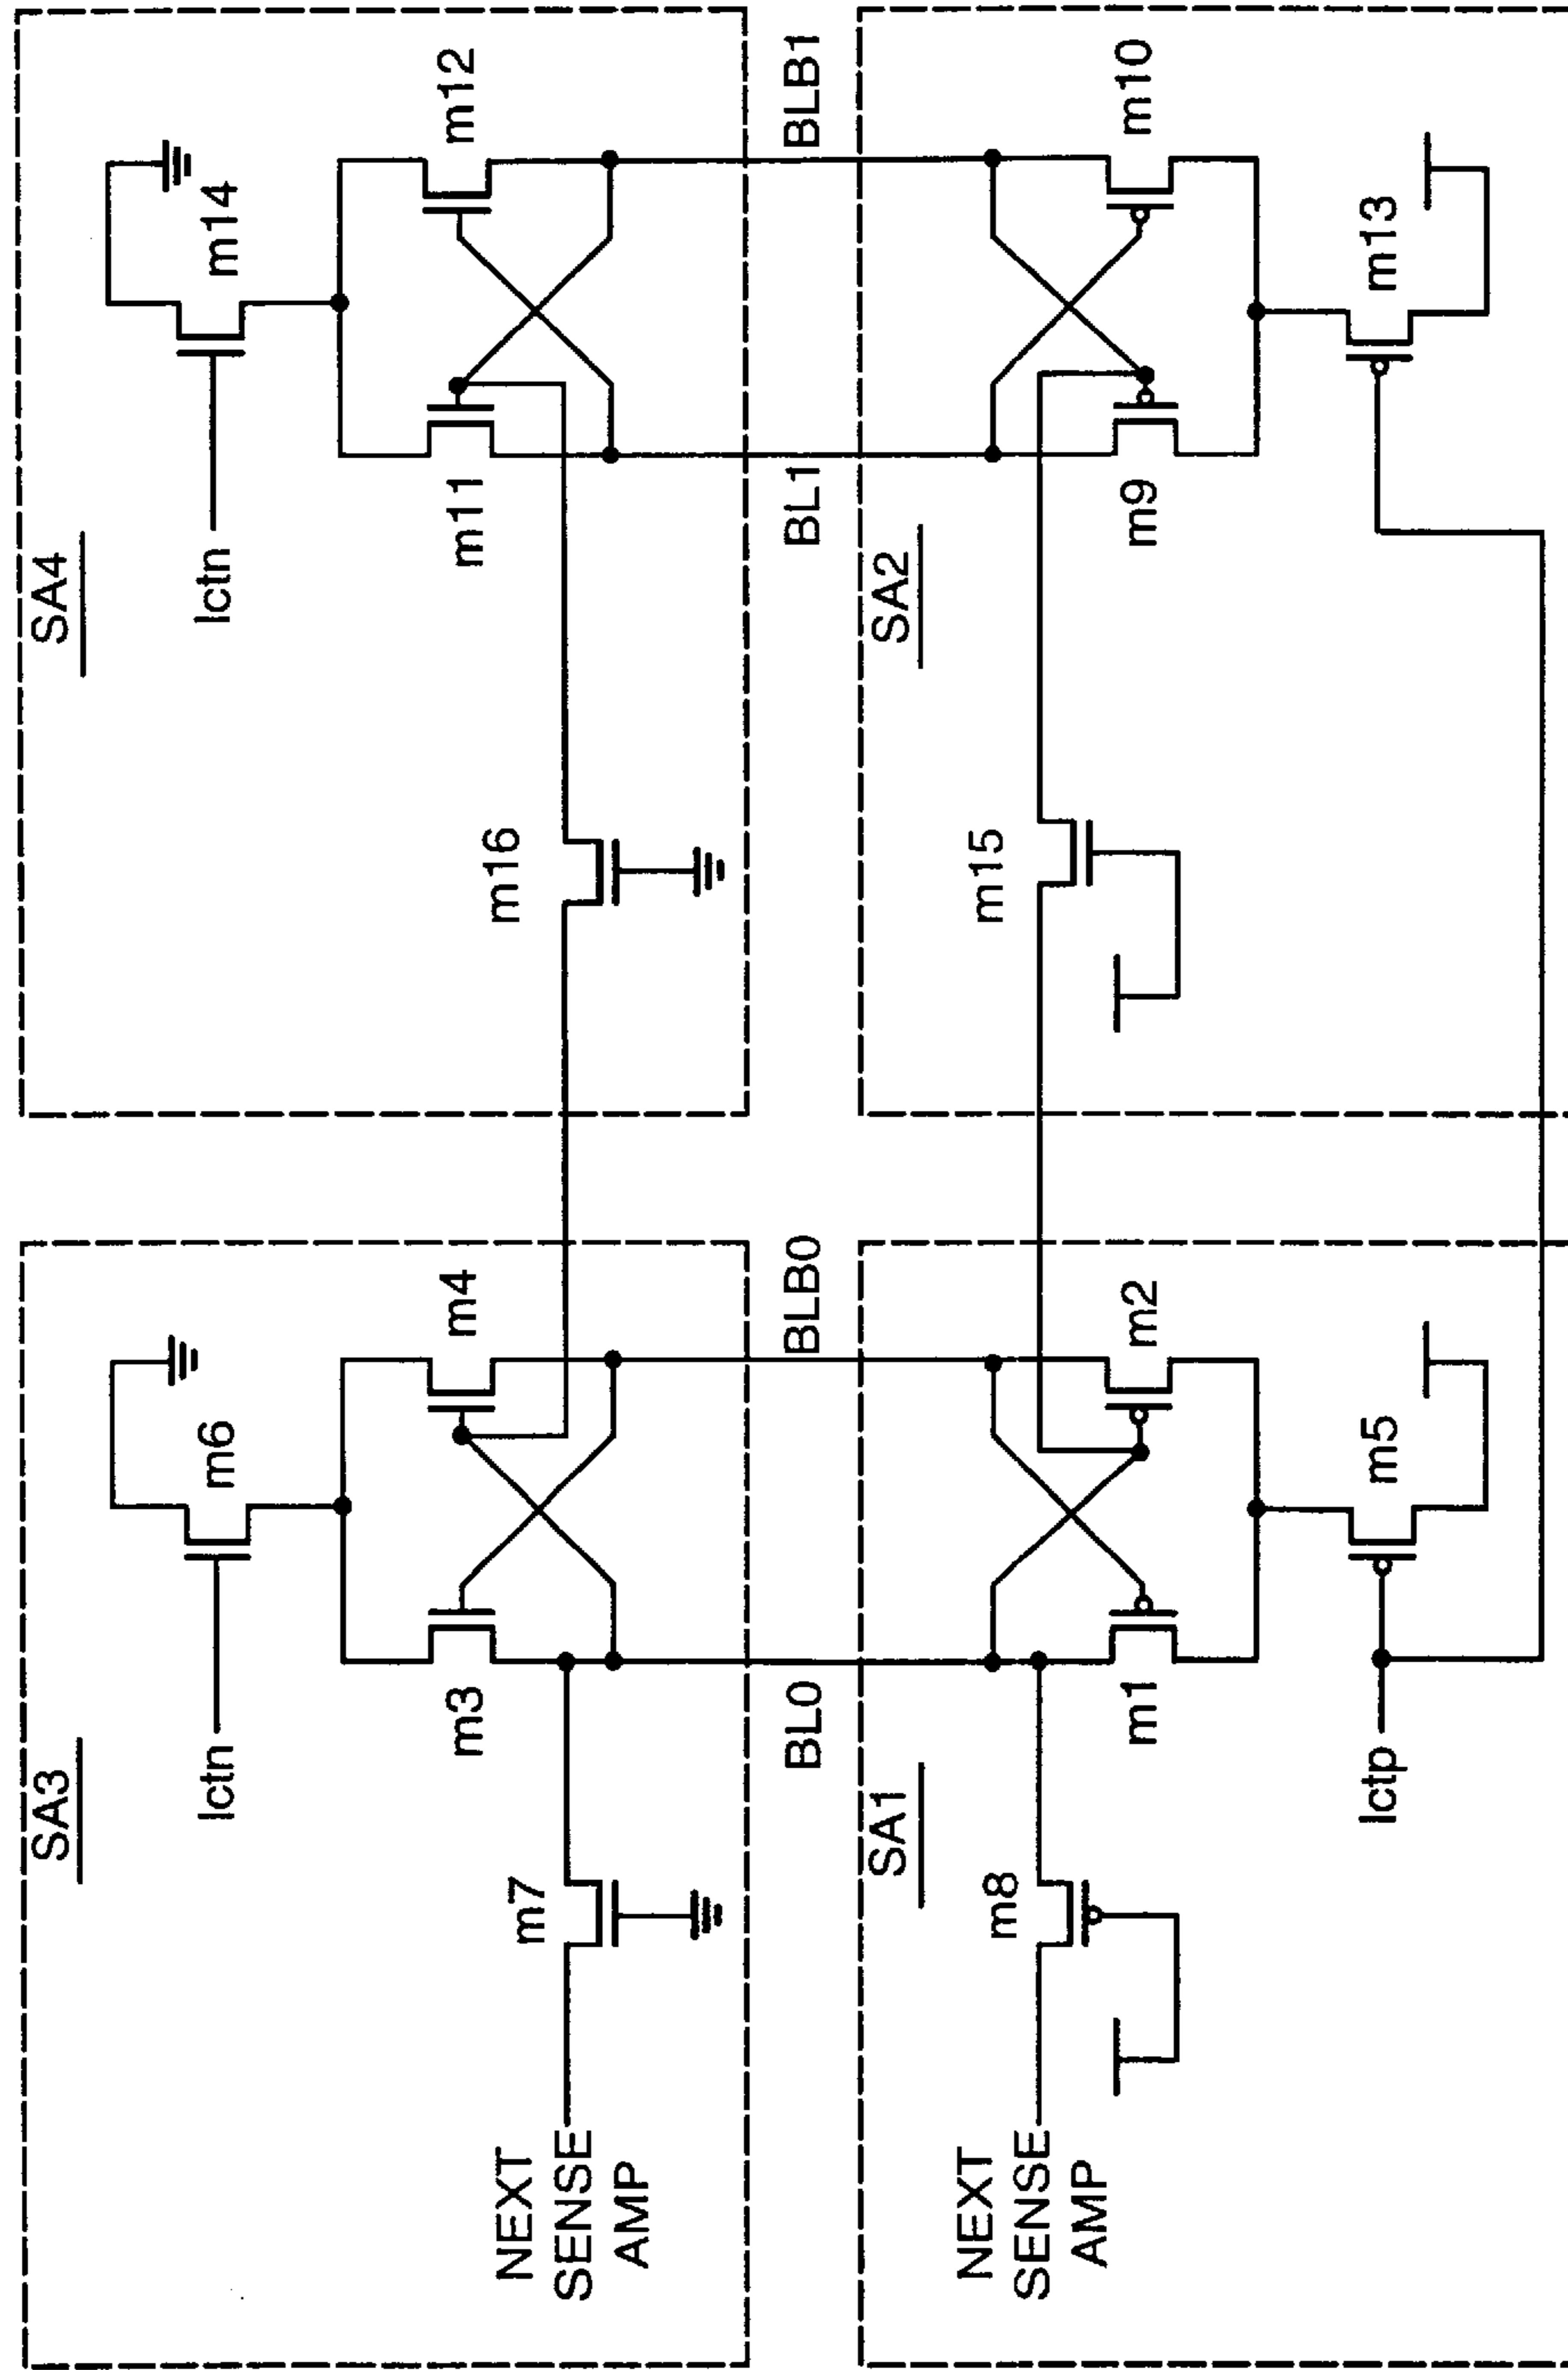 SA3
lctn
m6
m3
m4
m7
NEXT
SENSE
AMP
SA4
lctn
m14
m11
m12
m16
BL0
BLB0
BL1
BLB1
SA1
m8
NEXT
SENSE
AMP
m1
m2
lctp
m5
SA2
m15
m9
m10
m13